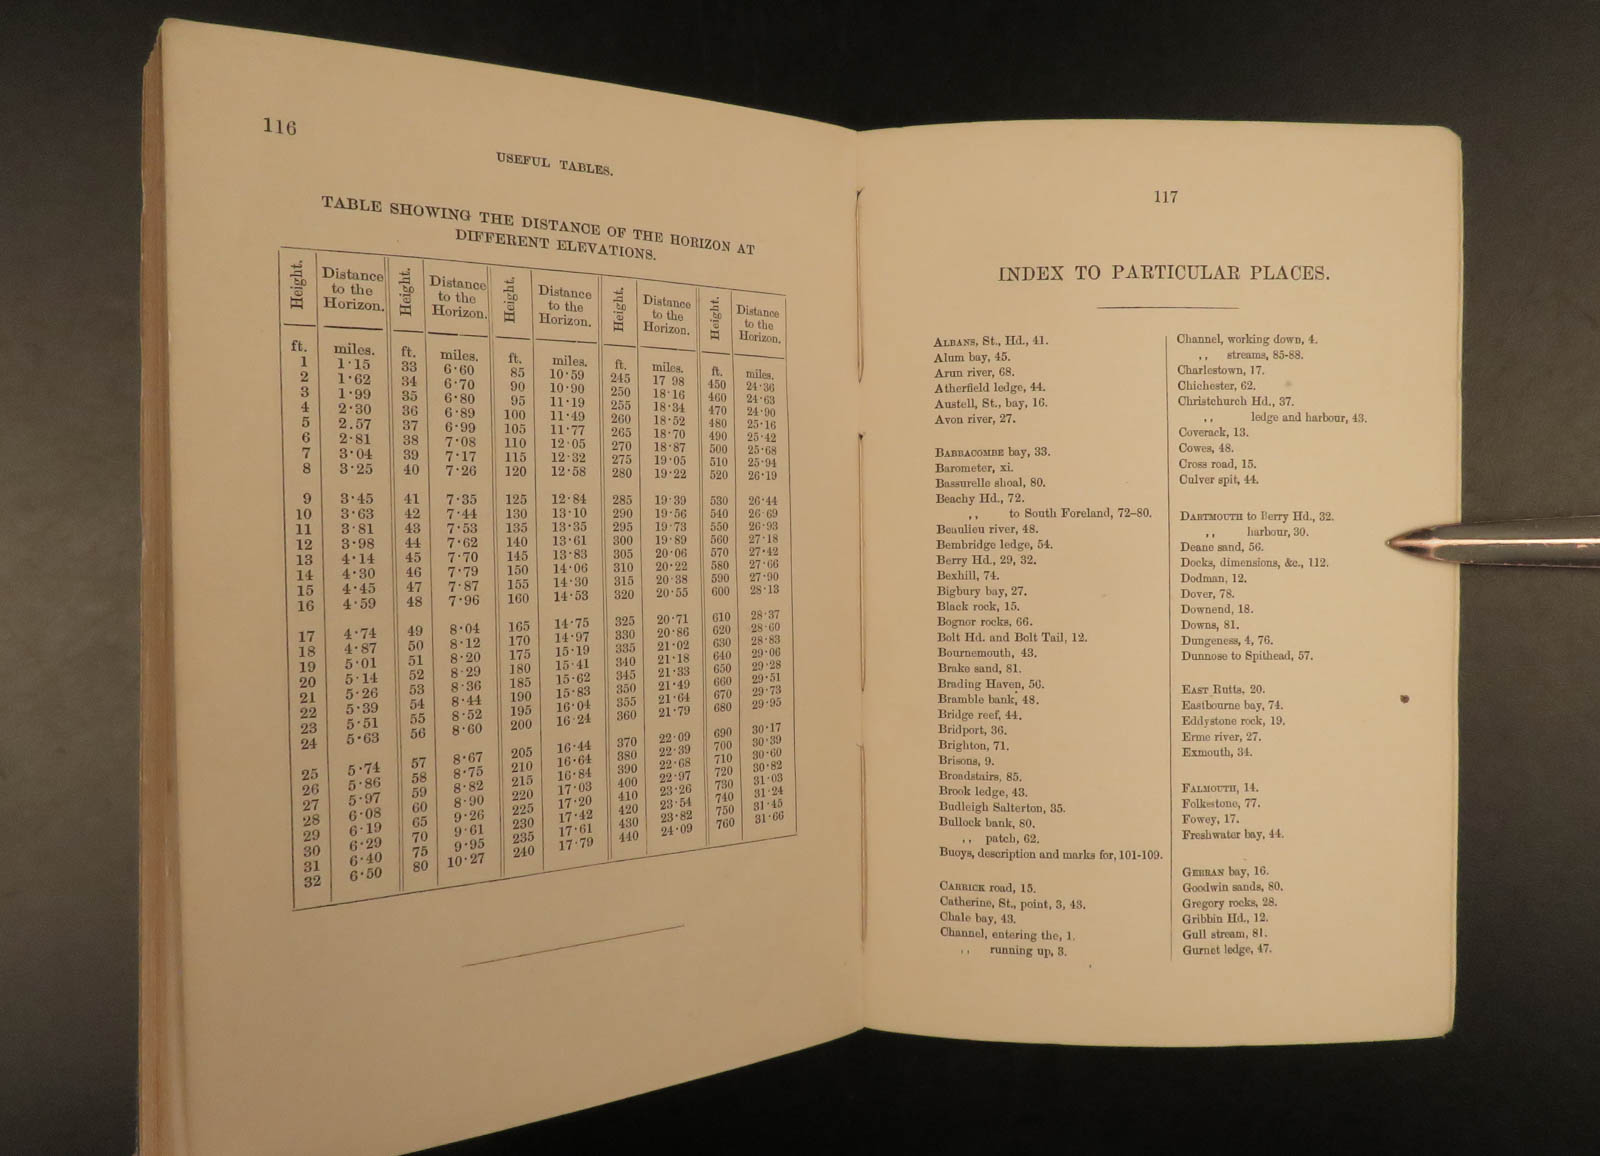 116
USEFUL TABLES.
TABLE SHOWING THE DISTANCE OF THE HORIZON AT
DIFFERENT ELEVATIONS.
Height. Distance to the Horizon. Height. Distance to the Horizon. Height. Distance to the Horizon. Height. Distance to the Horizon. Height. Distance to the Horizon.
ft. miles. ft. miles. ft. miles. ft. miles. ft. miles.
1 1·15 33 6·60 85 10·59 245 17 98 450 24·36
2 1·62 34 6·70 90 10·90 250 18·16 460 24·63
3 1·99 35 6·80 95 11·19 255 18·34 470 24·90
4 2·30 36 6·89 100 11·49 260 18·52 480 25·16
5 2.57 37 6·99 105 11·77 265 18·70 490 25·42
6 2·81 38 7·08 110 12·05 270 18·87 500 25·68
7 3·04 39 7·17 115 12·32 275 19·05 510 25·94
8 3·25 40 7·26 120 12·58 280 19·22 520 26·19
9 3·45 41 7·35 125 12·84 285 19·39 530 26·44
10 3·63 42 7·44 130 13·10 290 19·56 540 26·69
11 3·81 43 7·53 135 13·35 295 19·73 550 26·93
12 3·98 44 7·62 140 13·61 300 19·89 560 27·18
13 4·14 45 7·70 145 13·83 305 20·06 570 27·42
14 4·30 46 7·79 150 14·06 310 20·22 580 27·66
15 4·45 47 7·87 155 14·30 315 20·38 590 27·90
16 4·59 48 7·96 160 14·53 320 20·55 600 28·13
17 4·74 49 8·04 165 14·75 325 20·71 610 28·37
18 4·87 50 8·12 170 14·97 330 20·86 620 28·60
19 5·01 51 8·20 175 15·19 335 21·02 630 28·83
20 5·14 52 8·29 180 15·41 340 21·18 640 29·06
21 5·26 53 8·36 185 15·62 345 21·33 650 29·28
22 5·39 54 8·44 190 15·83 350 21·49 660 29·51
23 5·51 55 8·52 195 16·04 355 21·64 670 29·73
24 5·63 56 8·60 200 16·24 360 21·79 680 29·95
25 5·74 57 8·67 205 16·44 370 22·09 690 30·17
26 5·86 58 8·75 210 16·64 380 22·39 700 30·39
27 5·97 59 8·82 215 16·84 390 22·68 710 30·60
28 6·08 60 8·90 220 17·03 400 22·97 720 30·82
29 6·19 65 9·26 225 17·20 410 23·26 730 31·03
30 6·29 70 9·61 230 17·42 420 23·54 740 31·24
31 6·40 75 9·95 235 17·61 430 23·82 750 31·45
32 6·50 80 10·27 240 17·79 440 24·09 760 31·66
117
INDEX TO PARTICULAR PLACES.
ALBANS, St., Hd., 41.
Alum bay, 45.
Arun river, 68.
Atherfield ledge, 44.
Austell, St., bay, 16.
Avon river, 27.
BABBACOMBE bay, 33.
Barometer, xi.
Bassurelle shoal, 80.
Beachy Hd., 72.
,, to South Foreland, 72-80.
Beaulieu river, 48.
Bembridge ledge, 54.
Berry Hd., 29, 32.
Bexhill, 74.
Bigbury bay, 27.
Black rock, 15.
Bognor rocks, 66.
Bolt Hd. and Bolt Tail, 12.
Bournemouth, 43.
Brake sand, 81.
Brading Haven, 56.
Bramble bank, 48.
Bridge reef, 44.
Bridport, 36.
Brighton, 71.
Brisons, 9.
Broadstairs, 85.
Brook ledge, 43.
Budleigh Salterton, 35.
Bullock bank, 80.
,, patch, 62.
Buoys, description and marks for, 101-109.
CARRICK road, 15.
Catherine, St., point, 3, 43.
Chale bay, 43.
Channel, entering the, 1.
,, running up, 3.
Channel, working down, 4.
,, streams, 85-88.
Charlestown, 17.
Chichester, 62.
Christchurch Hd., 37.
,, ledge and harbour, 43.
Coverack, 13.
Cowes, 48.
Cross road, 15.
Culver spit, 44.
DARTMOUTH to Berry Hd., 32.
,, harbour, 30.
Deane sand, 56.
Docks, dimensions, &c., 112.
Dodman, 12.
Dover, 78.
Downend, 18.
Downs, 81.
Dungeness, 4, 76.
Dunnose to Spithead, 57.
EAST Rutts, 20.
Eastbourne bay, 74.
Eddystone rock, 19.
Erme river, 27.
Exmouth, 34.
FALMOUTH, 14.
Folkestone, 77.
Fowey, 17.
Freshwater bay, 44.
GERRAN bay, 16.
Goodwin sands, 80.
Gregory rocks, 28.
Gribbin Hd., 12.
Gull stream, 81.
Gurnet ledge, 47.